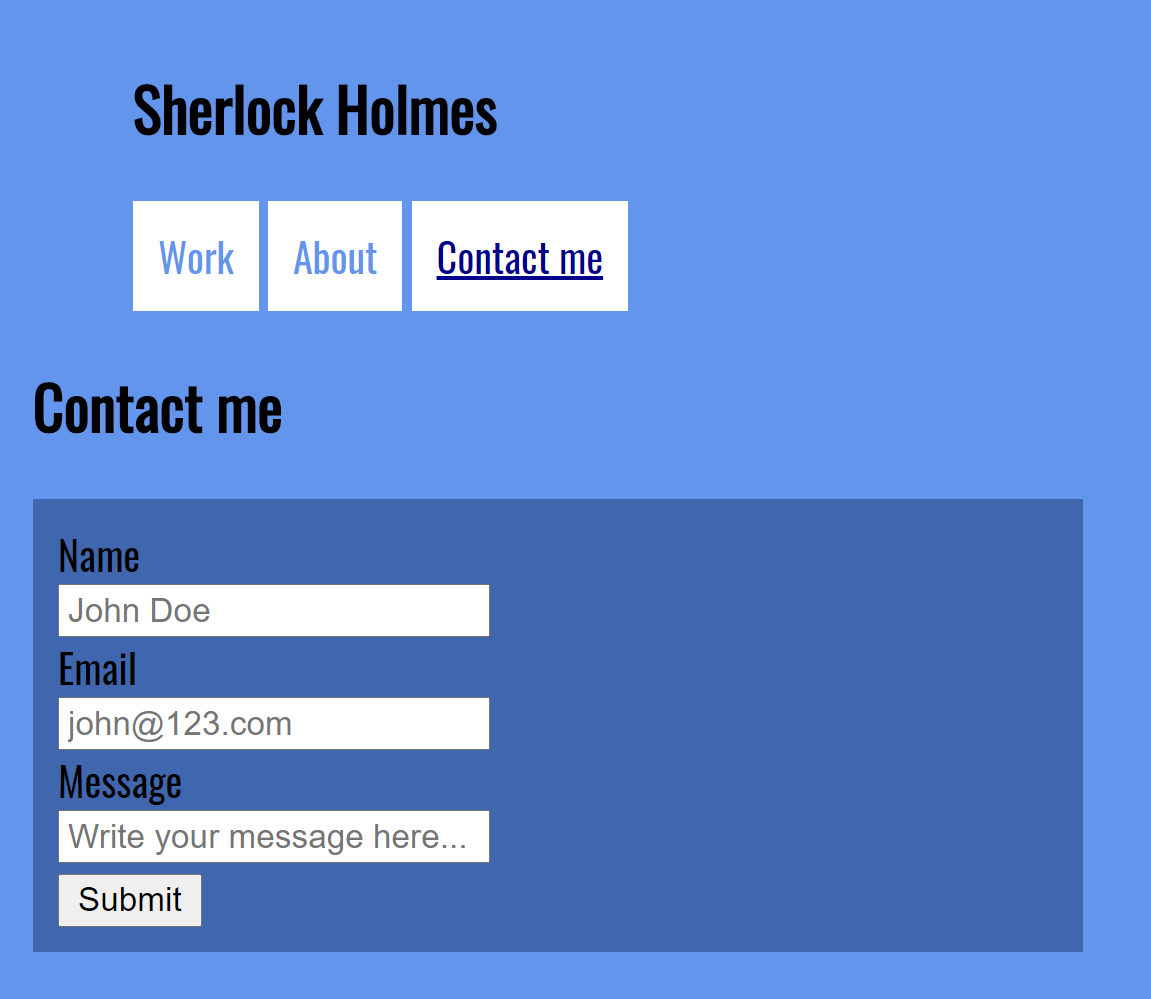 Sherlock Holmes
Work About Contact me
Contact me
Name
John Doe
Email
john@123.com
Message
Write your message here...
Submit